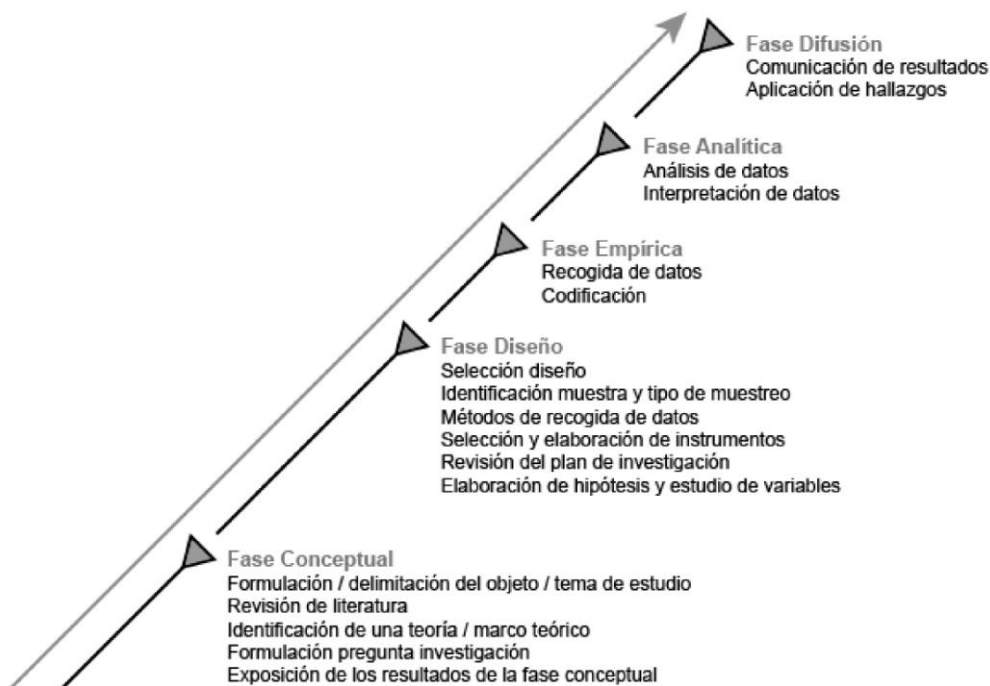 Fase Difusión
Comunicación de resultados
Aplicación de hallazgos
Fase Analítica
Análisis de datos
Interpretación de datos
Fase Empírica
Recogida de datos
Codificación
Fase Diseño
Selección diseño
Identificación muestra y tipo de muestreo
Métodos de recogida de datos
Selección y elaboración de instrumentos
Revisión del plan de investigación
Elaboración de hipótesis y estudio de variables
Fase Conceptual
Formulación / delimitación del objeto / tema de estudio
Revisión de literatura
Identificación de una teoría / marco teórico
Formulación pregunta investigación
Exposición de los resultados de la fase conceptual